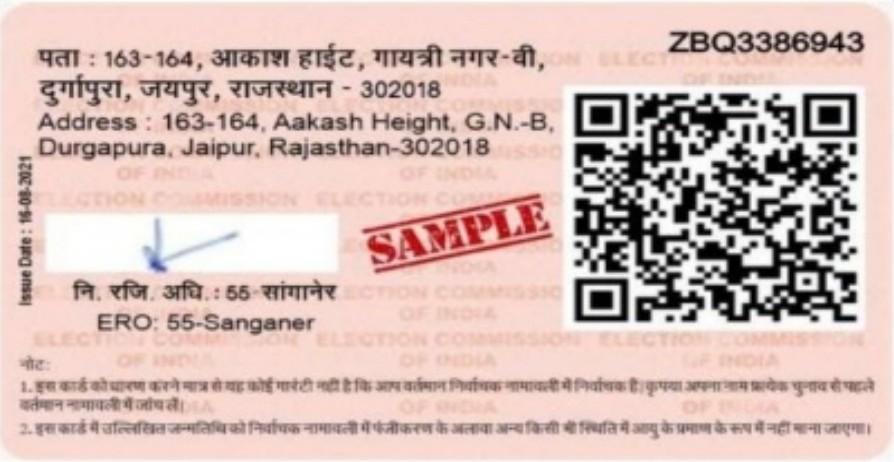 ZBQ3386943
पता : 163-164, आकाश हाईट, गायत्री नगर-बी,
दुर्गापुरा, जयपुर, राजस्थान - 302018
Address : 163-164, Aakash Height, G.N.-B,
Durgapura, Jaipur, Rajasthan-302018
Issue Date : 16-08-2021
SAMPLE
नि. रजि. अधि. : 55-सांगानेर
ERO: 55-Sanganer
नोट:
1. इस कार्ड को धारण करने मात्र से यह कोई गारंटी नहीं है कि आप वर्तमान निर्वाचक नामावली में निर्वाचक है। कृपया अपना नाम प्रत्येक चुनाव से पहले
वर्तमान नामावली में जांच लें।
2. इस कार्ड में उल्लिखित जन्मतिथि को निर्वाचक नामावली में पंजीकरण के अलावा अन्य किसी भी स्थिति में आयु के प्रमाण के रूप में नहीं माना जाएगा।
ELECTION COMMISSION
OF INDIA